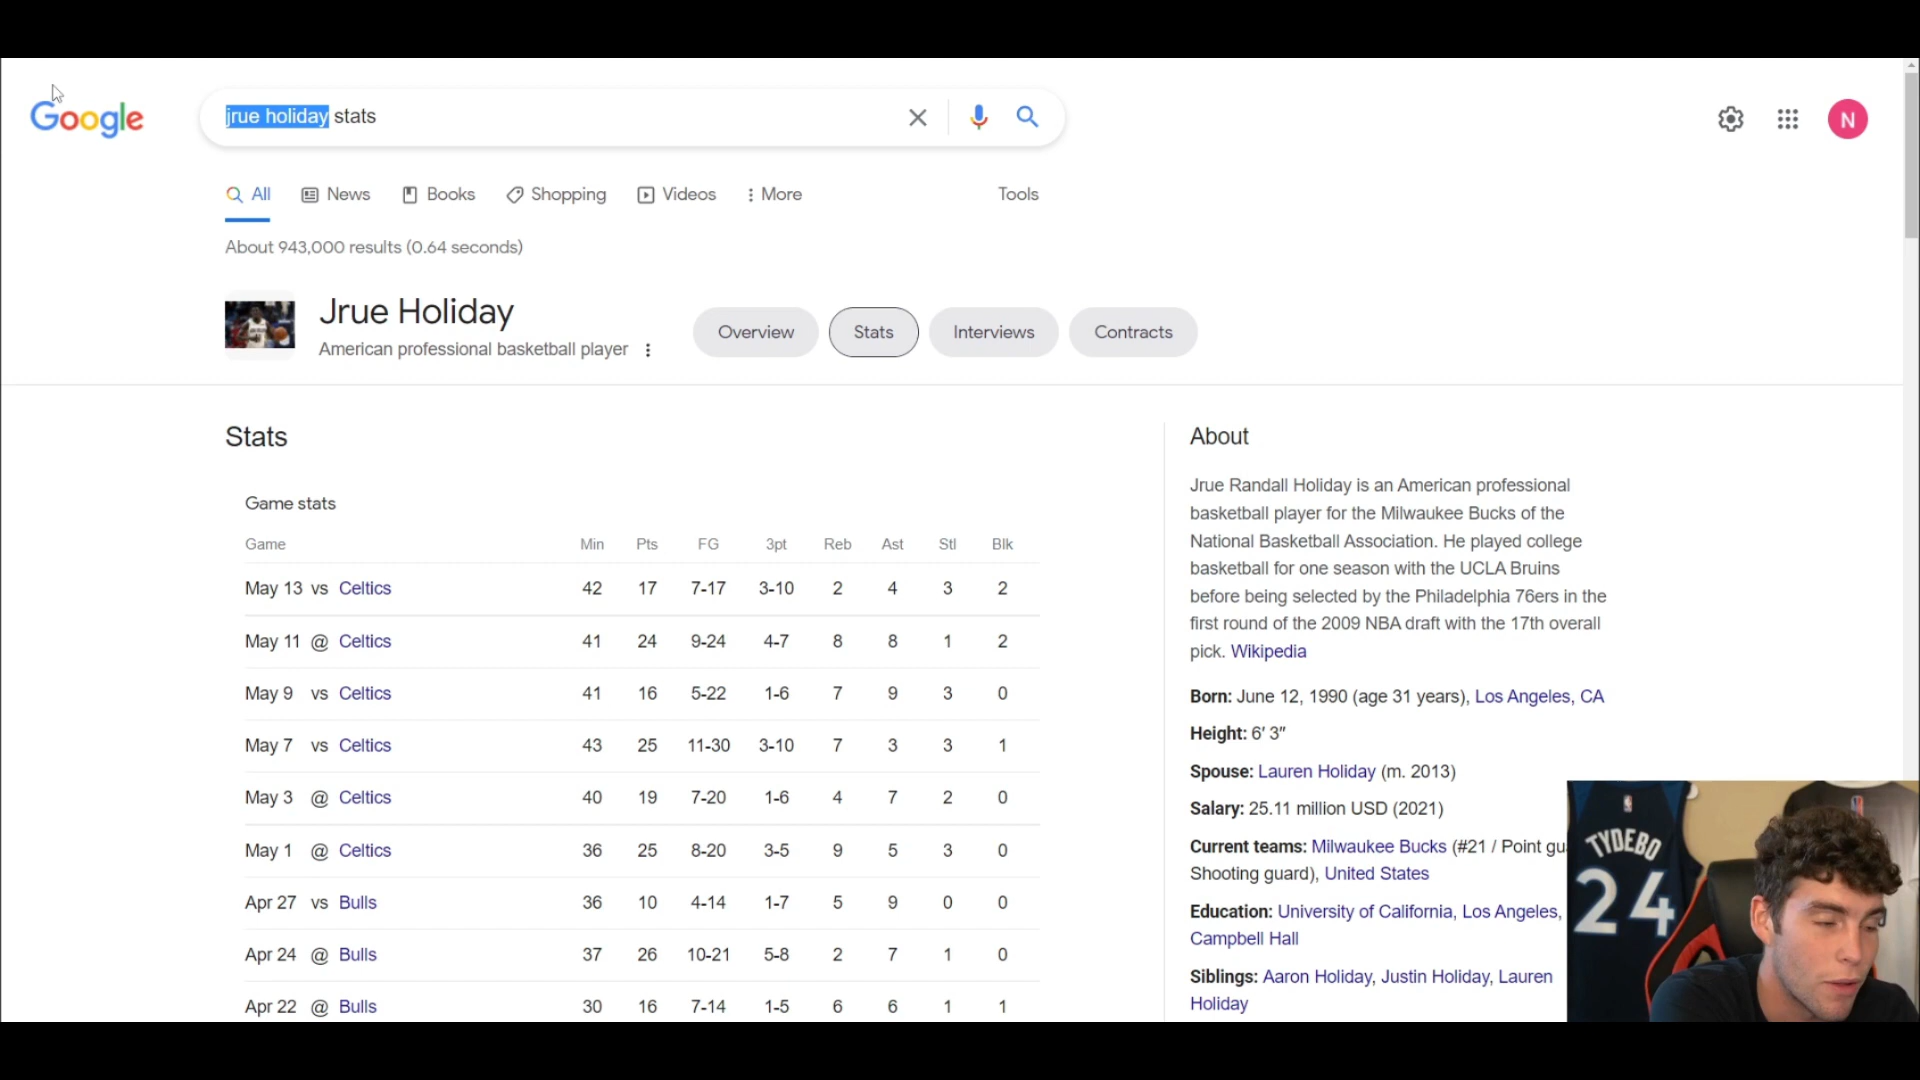 Google
jrue holiday stats
N
All News Books Shopping Videos More Tools
About 943,000 results (0.64 seconds)
Jrue Holiday
American professional basketball player
Overview Stats Interviews Contracts
Stats
Game stats
Game Min Pts FG 3pt Reb Ast Stl Blk
May 13 vs Celtics 42 17 7-17 3-10 2 4 3 2
May 11 @ Celtics 41 24 9-24 4-7 8 8 1 2
May 9 vs Celtics 41 16 5-22 1-6 7 9 3 0
May 7 vs Celtics 43 25 11-30 3-10 7 3 3 1
May 3 @ Celtics 40 19 7-20 1-6 4 7 2 0
May 1 @ Celtics 36 25 8-20 3-5 9 5 3 0
Apr 27 vs Bulls 36 10 4-14 1-7 5 9 0 0
Apr 24 @ Bulls 37 26 10-21 5-8 2 7 1 0
Apr 22 @ Bulls 30 16 7-14 1-5 6 6 1 1
About
Jrue Randall Holiday is an American professional
basketball player for the Milwaukee Bucks of the
National Basketball Association. He played college
basketball for one season with the UCLA Bruins
before being selected by the Philadelphia 76ers in the
first round of the 2009 NBA draft with the 17th overall
pick. Wikipedia
Born: June 12, 1990 (age 31 years), Los Angeles, CA
Height: 6′ 3″
Spouse: Lauren Holiday (m. 2013)
Salary: 25.11 million USD (2021)
Current teams: Milwaukee Bucks (#21 / Point gu
Shooting guard), United States
Education: University of California, Los Angeles,
Campbell Hall
Siblings: Aaron Holiday, Justin Holiday, Lauren
Holiday
TYDEBO
24